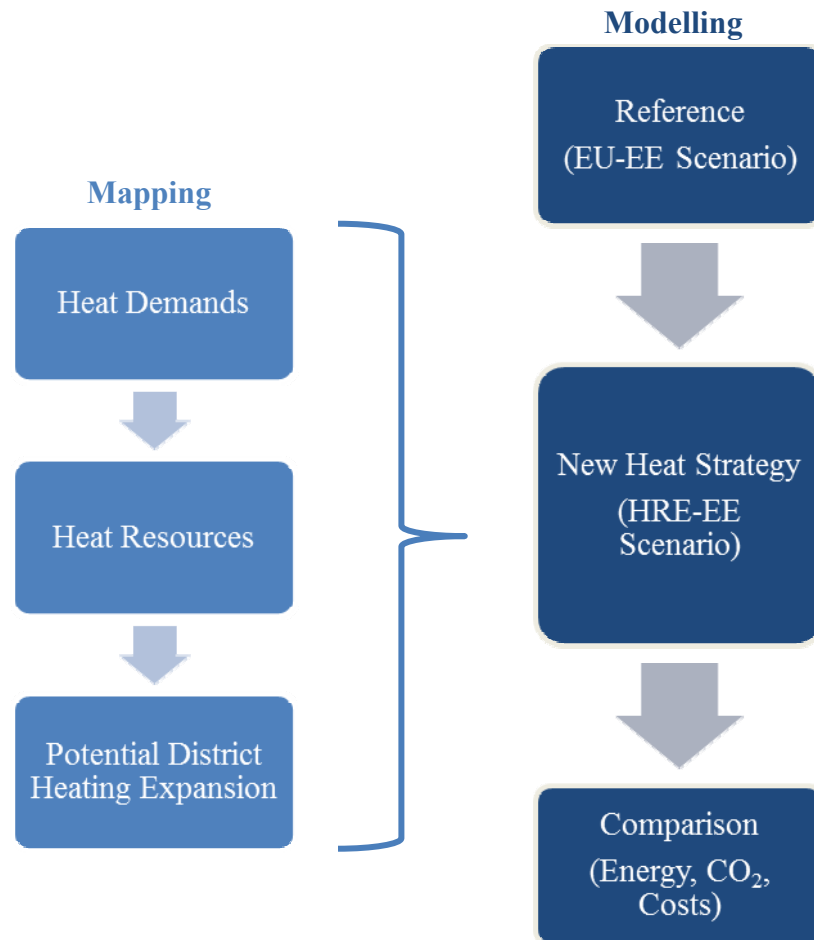 Mapping
Heat Demands
Heat Resources
Potential District
Heating Expansion
Modelling
Reference
(EU-EE Scenario)
New Heat Strategy
(HRE-EE
Scenario)
Comparison
(Energy, CO₂,
Costs)